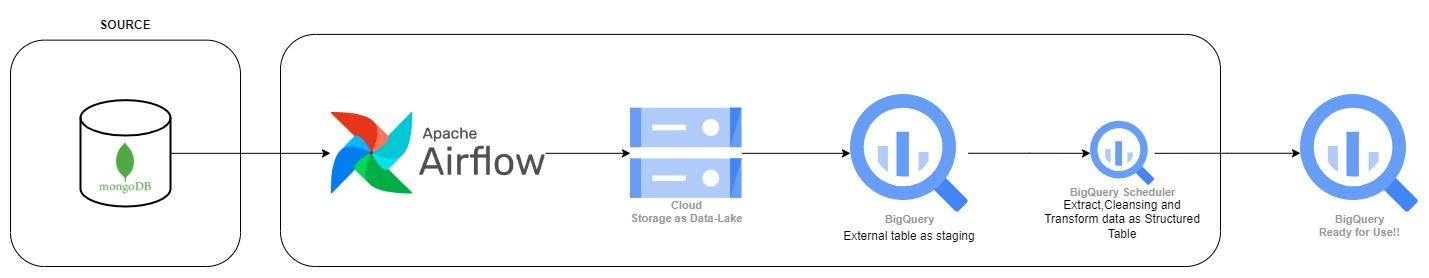 SOURCE
mongoDB
Apache
Airflow
Cloud
Storage as Data-Lake
BigQuery
External table as staging
BigQuery Scheduler
Extract,Cleansing and
Transform data as Structured
Table
BigQuery
Ready for Use!!